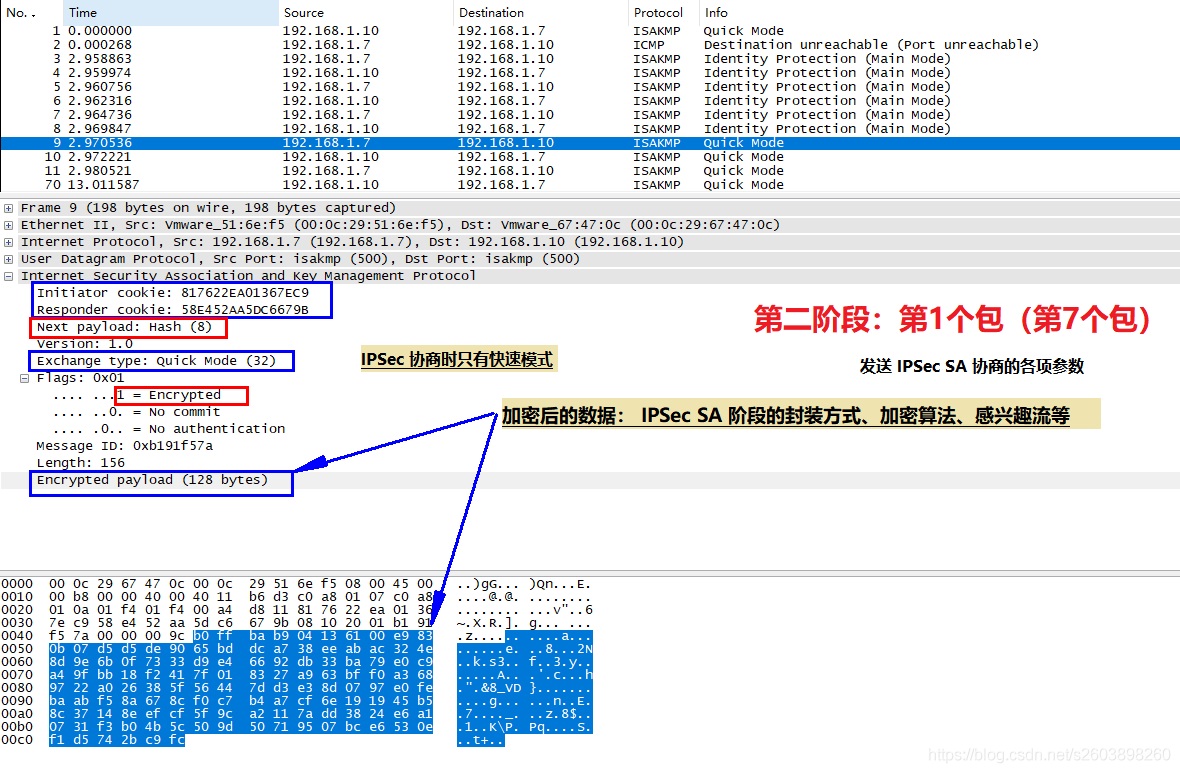 No. .	Time	Source	Destination	Protocol	Info
1 0.000000 192.168.1.10 192.168.1.7 ISAKMP Quick Mode
2 0.000268 192.168.1.7 192.168.1.10 ICMP Destination unreachable (Port unreachable)
3 2.958863 192.168.1.7 192.168.1.10 ISAKMP Identity Protection (Main Mode)
4 2.959974 192.168.1.10 192.168.1.7 ISAKMP Identity Protection (Main Mode)
5 2.960756 192.168.1.7 192.168.1.10 ISAKMP Identity Protection (Main Mode)
6 2.962316 192.168.1.10 192.168.1.7 ISAKMP Identity Protection (Main Mode)
7 2.964736 192.168.1.7 192.168.1.10 ISAKMP Identity Protection (Main Mode)
8 2.969847 192.168.1.10 192.168.1.7 ISAKMP Identity Protection (Main Mode)
9 2.970536 192.168.1.7 192.168.1.10 ISAKMP Quick Mode
10 2.972221 192.168.1.10 192.168.1.7 ISAKMP Quick Mode
11 2.980521 192.168.1.7 192.168.1.10 ISAKMP Quick Mode
70 13.011587 192.168.1.10 192.168.1.7 ISAKMP Quick Mode
Frame 9 (198 bytes on wire, 198 bytes captured)
Ethernet II, Src: Vmware_51:6e:f5 (00:0c:29:51:6e:f5), Dst: Vmware_67:47:0c (00:0c:29:67:47:0c)
Internet Protocol, Src: 192.168.1.7 (192.168.1.7), Dst: 192.168.1.10 (192.168.1.10)
User Datagram Protocol, Src Port: isakmp (500), Dst Port: isakmp (500)
Internet Security Association and Key Management Protocol
Initiator cookie: 817622EA01367EC9
Responder cookie: 58E452AA5DC6679B
Next payload: Hash (8)
Version: 1.0
Exchange type: Quick Mode (32)
Flags: 0x01
.... ...1 = Encrypted
.... ..0. = No commit
.... .0.. = No authentication
Message ID: 0xb191f57a
Length: 156
Encrypted payload (128 bytes)
第二阶段：第1个包（第7个包）
IPSec 协商时只有快速模式
发送 IPSec SA 协商的各项参数
加密后的数据： IPSec SA 阶段的封装方式、加密算法、感兴趣流等
0000 00 0c 29 67 47 0c 00 0c 29 51 6e f5 08 00 45 00 ..)gG... )Qn...E.
0010 00 b8 00 00 40 00 40 11 b6 d3 c0 a8 01 07 c0 a8 ....@.@. ........
0020 01 0a 01 f4 01 f4 00 a4 d8 11 81 76 22 ea 01 36 ........ ...v"..6
0030 7e c9 58 e4 52 aa 5d c6 67 9b 08 10 20 01 b1 91 ~.X.R.]. g... ...
0040 f5 7a 00 00 00 9c b0 ff ba b9 04 13 61 00 e9 83 .z...... ....a...
0050 0b 07 d5 d5 de 90 65 bd dc a7 38 ee ab ac 32 4e ......e. ..8...2N
0060 8d 9e 6b 0f 73 33 d9 e4 66 92 db 33 ba 79 e0 c9 ..k.s3.. f..3.y..
0070 a4 9f bb 18 f2 41 7f 01 83 27 a9 63 bf f0 a3 68 .....A.. .'.c...h
0080 97 22 a0 26 38 5f 56 44 7d d3 e3 8d 07 97 e0 fe .".&8_VD }.......
0090 ba ab f5 8a 67 8c f0 c7 b4 a7 cf 6e 19 19 45 b5 ....g... ...n..E.
00a0 8c 37 14 8e ef cf 5f 9c a2 11 7a dd 38 24 e6 a1 .7...._. ..z.8$..
00b0 07 31 f3 b0 4b 5c 50 9d 50 71 95 07 bc e6 53 0e .1..K\P. Pq....S.
00c0 f1 d5 74 2b c9 fc ..t+..
https://blog.csdn.net/s2603898260